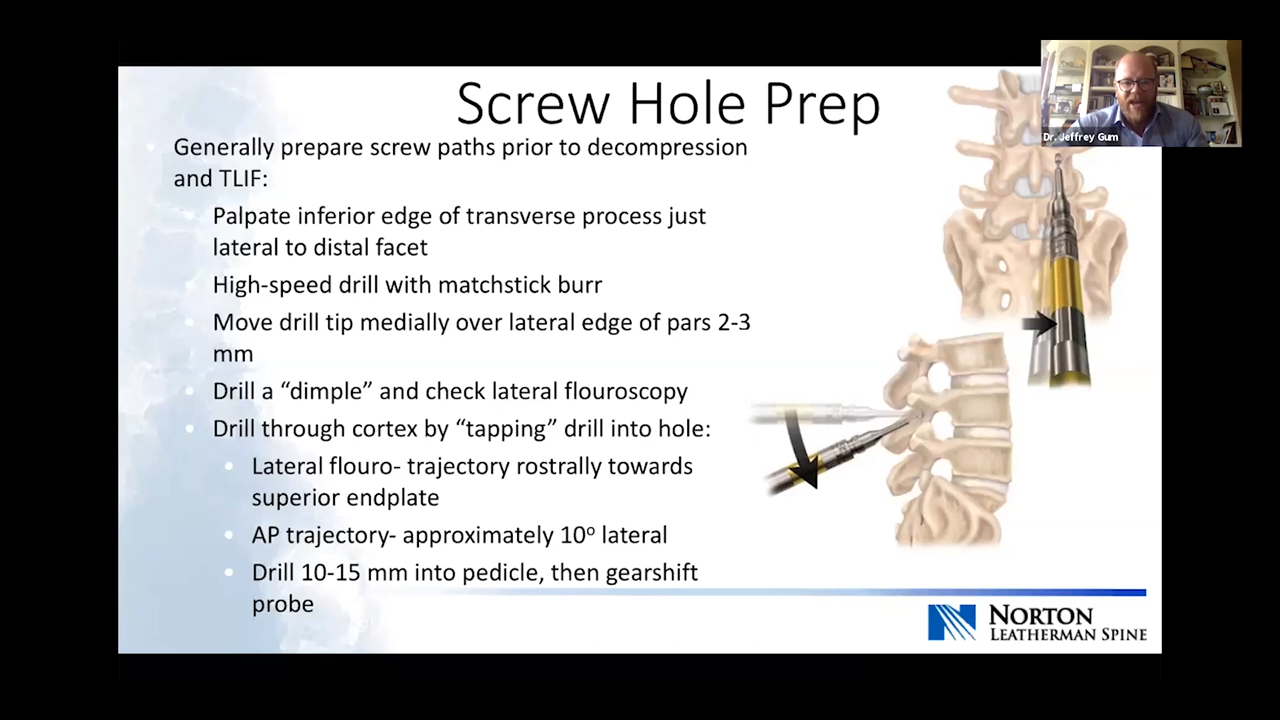 Screw Hole Prep
Dr. Jeffrey Gum
Generally prepare screw paths prior to decompression
and TLIF:
Palpate inferior edge of transverse process just
lateral to distal facet
High-speed drill with matchstick burr
Move drill tip medially over lateral edge of pars 2-3
mm
Drill a “dimple” and check lateral flouroscopy
Drill through cortex by “tapping” drill into hole:
Lateral flouro- trajectory rostrally towards
superior endplate
AP trajectory- approximately 10º lateral
Drill 10-15 mm into pedicle, then gearshift
probe
NORTON
LEATHERMAN SPINE